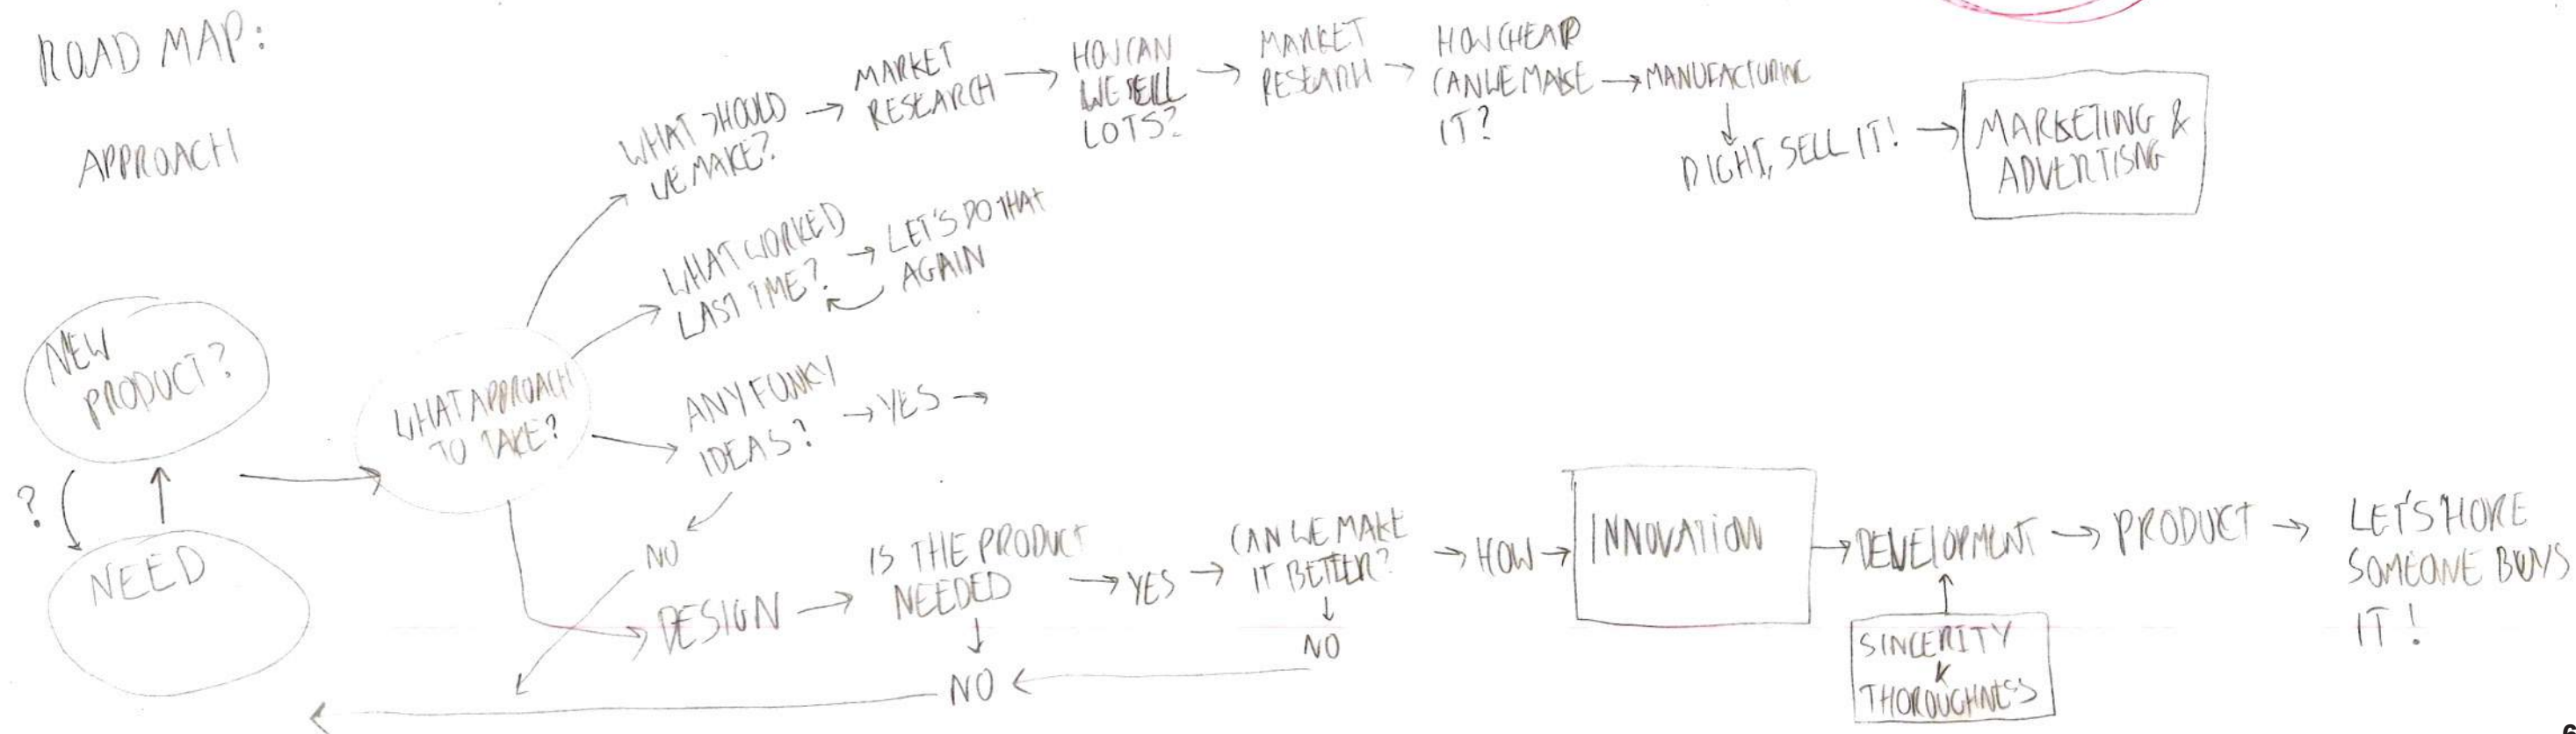 ROAD MAP:
APPROACH
NEW
PRODUCT?
?
NEED
WHAT APPROACH
TO TAKE?
WHAT SHOULD
WE MAKE?
MARKET
RESEARCH
HOW CAN
WE SELL
LOTS?
MARKET
RESEARCH
HOW CHEAP
CAN WE MAKE
IT?
MANUFACTURING
RIGHT, SELL IT!
MARKETING &
ADVERTISNG
WHAT WORKED
LAST TIME?
LET'S DO THAT
AGAIN
ANY FUNKY
IDEAS?
YES
NO
DESIGN
IS THE PRODUCT
NEEDED
YES
NO
CAN WE MAKE
IT BETTER?
NO
HOW
INNOVATION
DEVELOPMENT
SINCERITY
&
THOROUGHNESS
PRODUCT
LET'S HOPE
SOMEONE BUYS
IT!